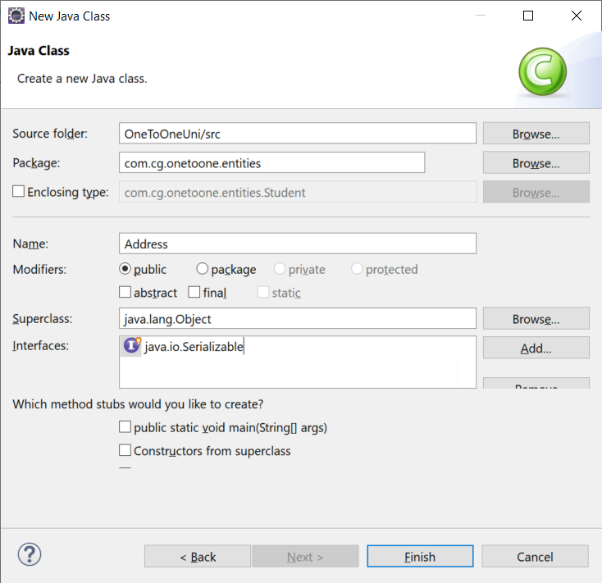 New Java Class
Java Class
Create a new Java class.
Source folder: OneToOneUni/src Browse...
Package: com.cg.onetoone.entities Browse...
Enclosing type: com.cg.onetoone.entities.Student Browse...
Name: Address
Modifiers: public package private protected
abstract final static
Superclass: java.lang.Object Browse...
Interfaces: java.io.Serializable Add...
Remove
Which method stubs would you like to create?
public static void main(String[] args)
Constructors from superclass
? < Back Next > Finish Cancel